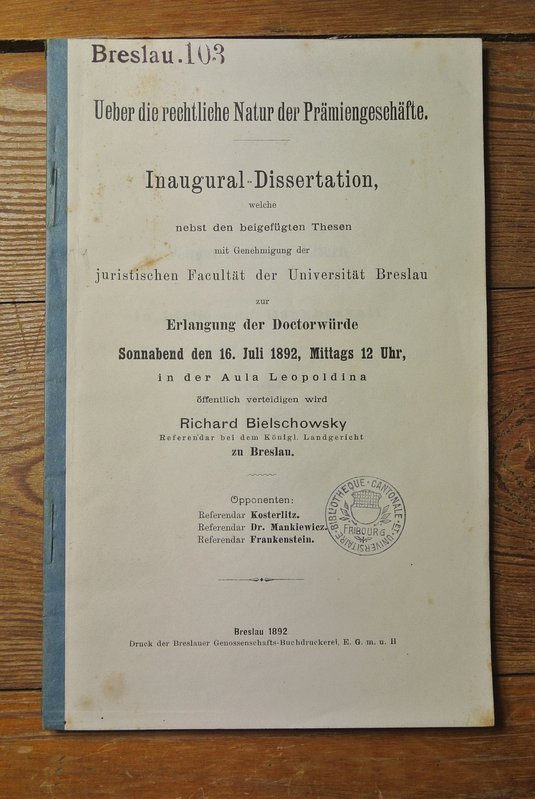 Breslau.103
Ueber die rechtliche Natur der Prämiengeschäfte.
Inaugural-Dissertation,
welche
nebst den beigefügten Thesen
mit Genehmigung der
juristischen Facultät der Universität Breslau
zur
Erlangung der Doctorwürde
Sonnabend den 16. Juli 1892, Mittags 12 Uhr,
in der Aula Leopoldina
öffentlich verteidigen wird
Richard Bielschowsky
Referendar bei dem Königl. Landgericht
zu Breslau.
Opponenten:
Referendar Kosterlitz.
Referendar Dr. Mankiewicz.
Referendar Frankenstein.
BIBLIOTHEQUE · CANTONALE · ET · UNIVERSITAIRE
FRIBOURG
Breslau 1892
Druck der Breslauer Genossenschafts-Buchdruckerei, E. G. m. u. H